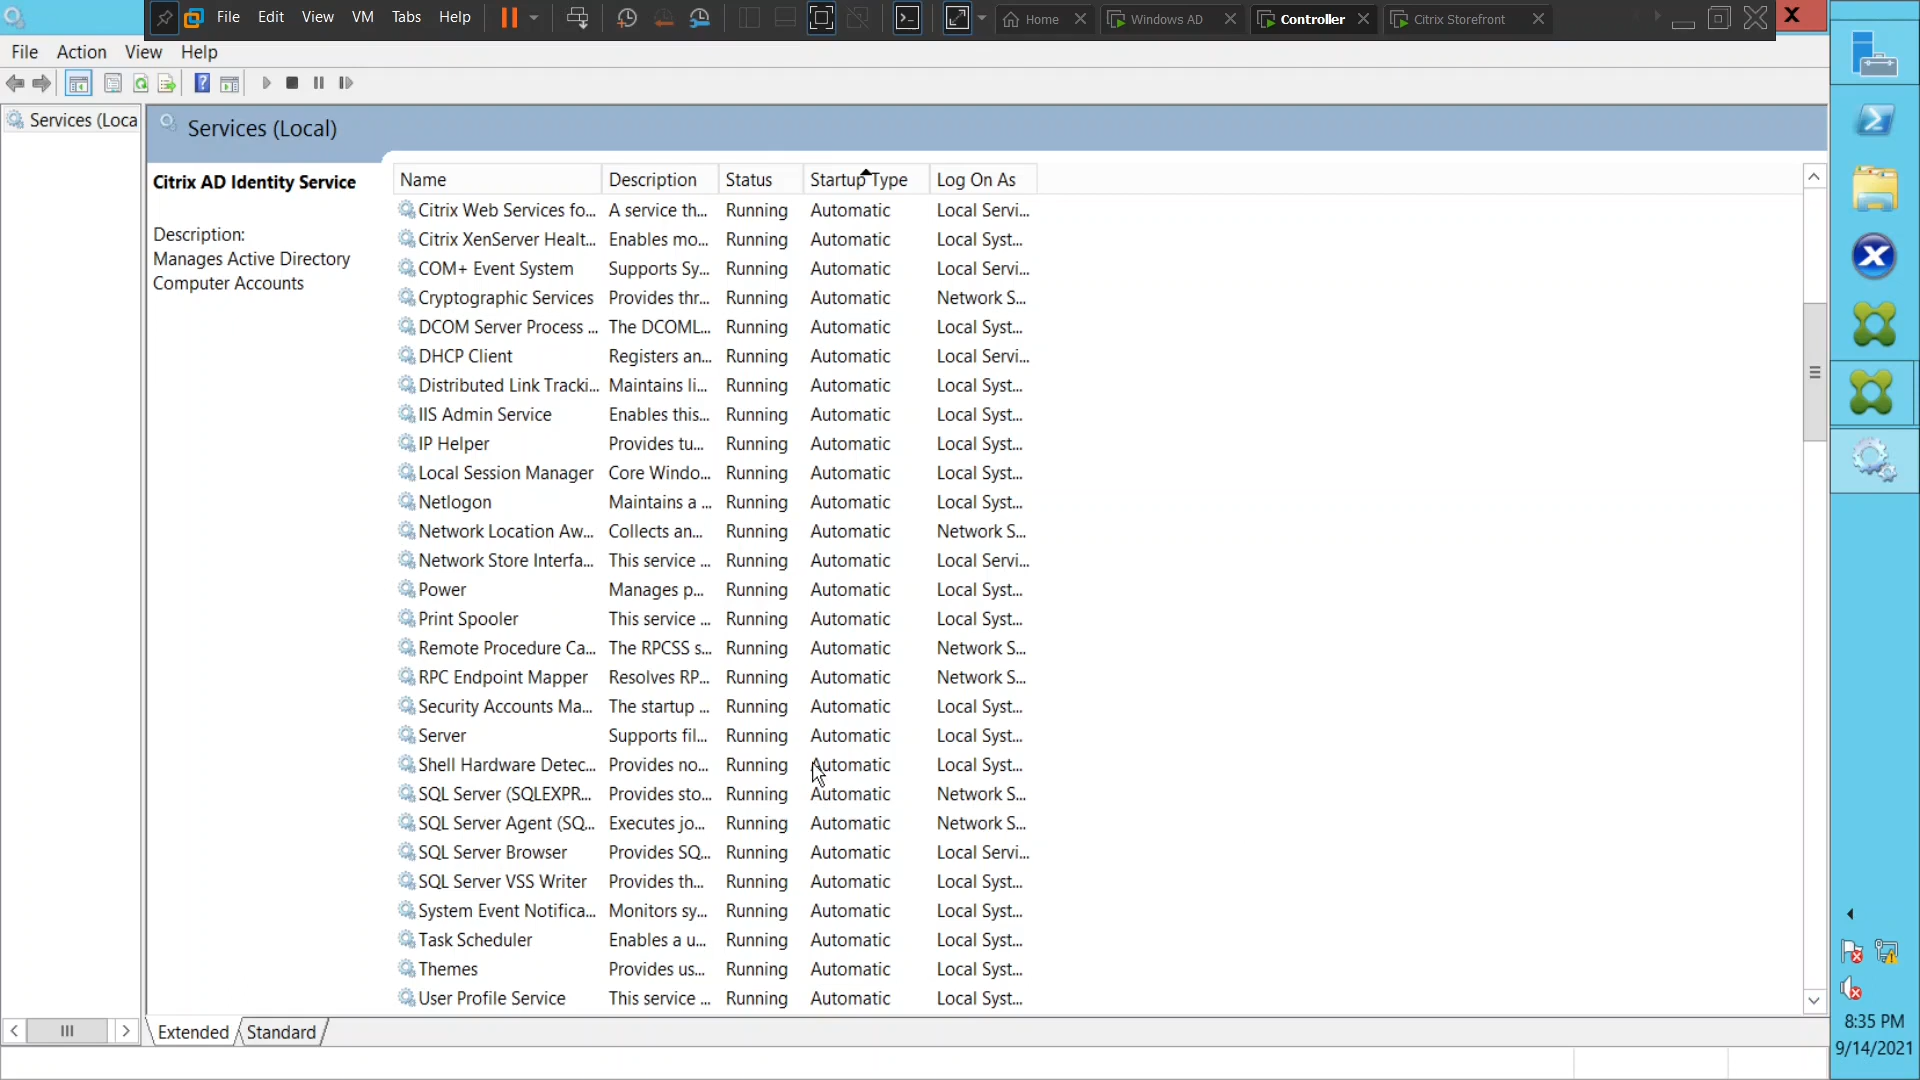 File Edit View VM Tabs Help Home Windows AD Controller Citrix Storefront X
File Action View Help
Services (Loca
Services (Local)
Citrix AD Identity Service
Description:
Manages Active Directory
Computer Accounts
Name Description Status Startup Type Log On As
Citrix Web Services fo... A service th... Running Automatic Local Servi...
Citrix XenServer Healt... Enables mo... Running Automatic Local Syst...
COM+ Event System Supports Sy... Running Automatic Local Servi...
Cryptographic Services Provides thr... Running Automatic Network S...
DCOM Server Process ... The DCOML... Running Automatic Local Syst...
DHCP Client Registers an... Running Automatic Local Servi...
Distributed Link Tracki... Maintains li... Running Automatic Local Syst...
IIS Admin Service Enables this... Running Automatic Local Syst...
IP Helper Provides tu... Running Automatic Local Syst...
Local Session Manager Core Windo... Running Automatic Local Syst...
Netlogon Maintains a ... Running Automatic Local Syst...
Network Location Aw... Collects an... Running Automatic Network S...
Network Store Interfa... This service ... Running Automatic Local Servi...
Power Manages p... Running Automatic Local Syst...
Print Spooler This service ... Running Automatic Local Syst...
Remote Procedure Ca... The RPCSS s... Running Automatic Network S...
RPC Endpoint Mapper Resolves RP... Running Automatic Network S...
Security Accounts Ma... The startup ... Running Automatic Local Syst...
Server Supports fil... Running Automatic Local Syst...
Shell Hardware Detec... Provides no... Running Automatic Local Syst...
SQL Server (SQLEXPR... Provides sto... Running Automatic Network S...
SQL Server Agent (SQ... Executes jo... Running Automatic Network S...
SQL Server Browser Provides SQ... Running Automatic Local Servi...
SQL Server VSS Writer Provides th... Running Automatic Local Syst...
System Event Notifica... Monitors sy... Running Automatic Local Syst...
Task Scheduler Enables a u... Running Automatic Local Syst...
Themes Provides us... Running Automatic Local Syst...
User Profile Service This service ... Running Automatic Local Syst...
Extended Standard
8:35 PM
9/14/2021